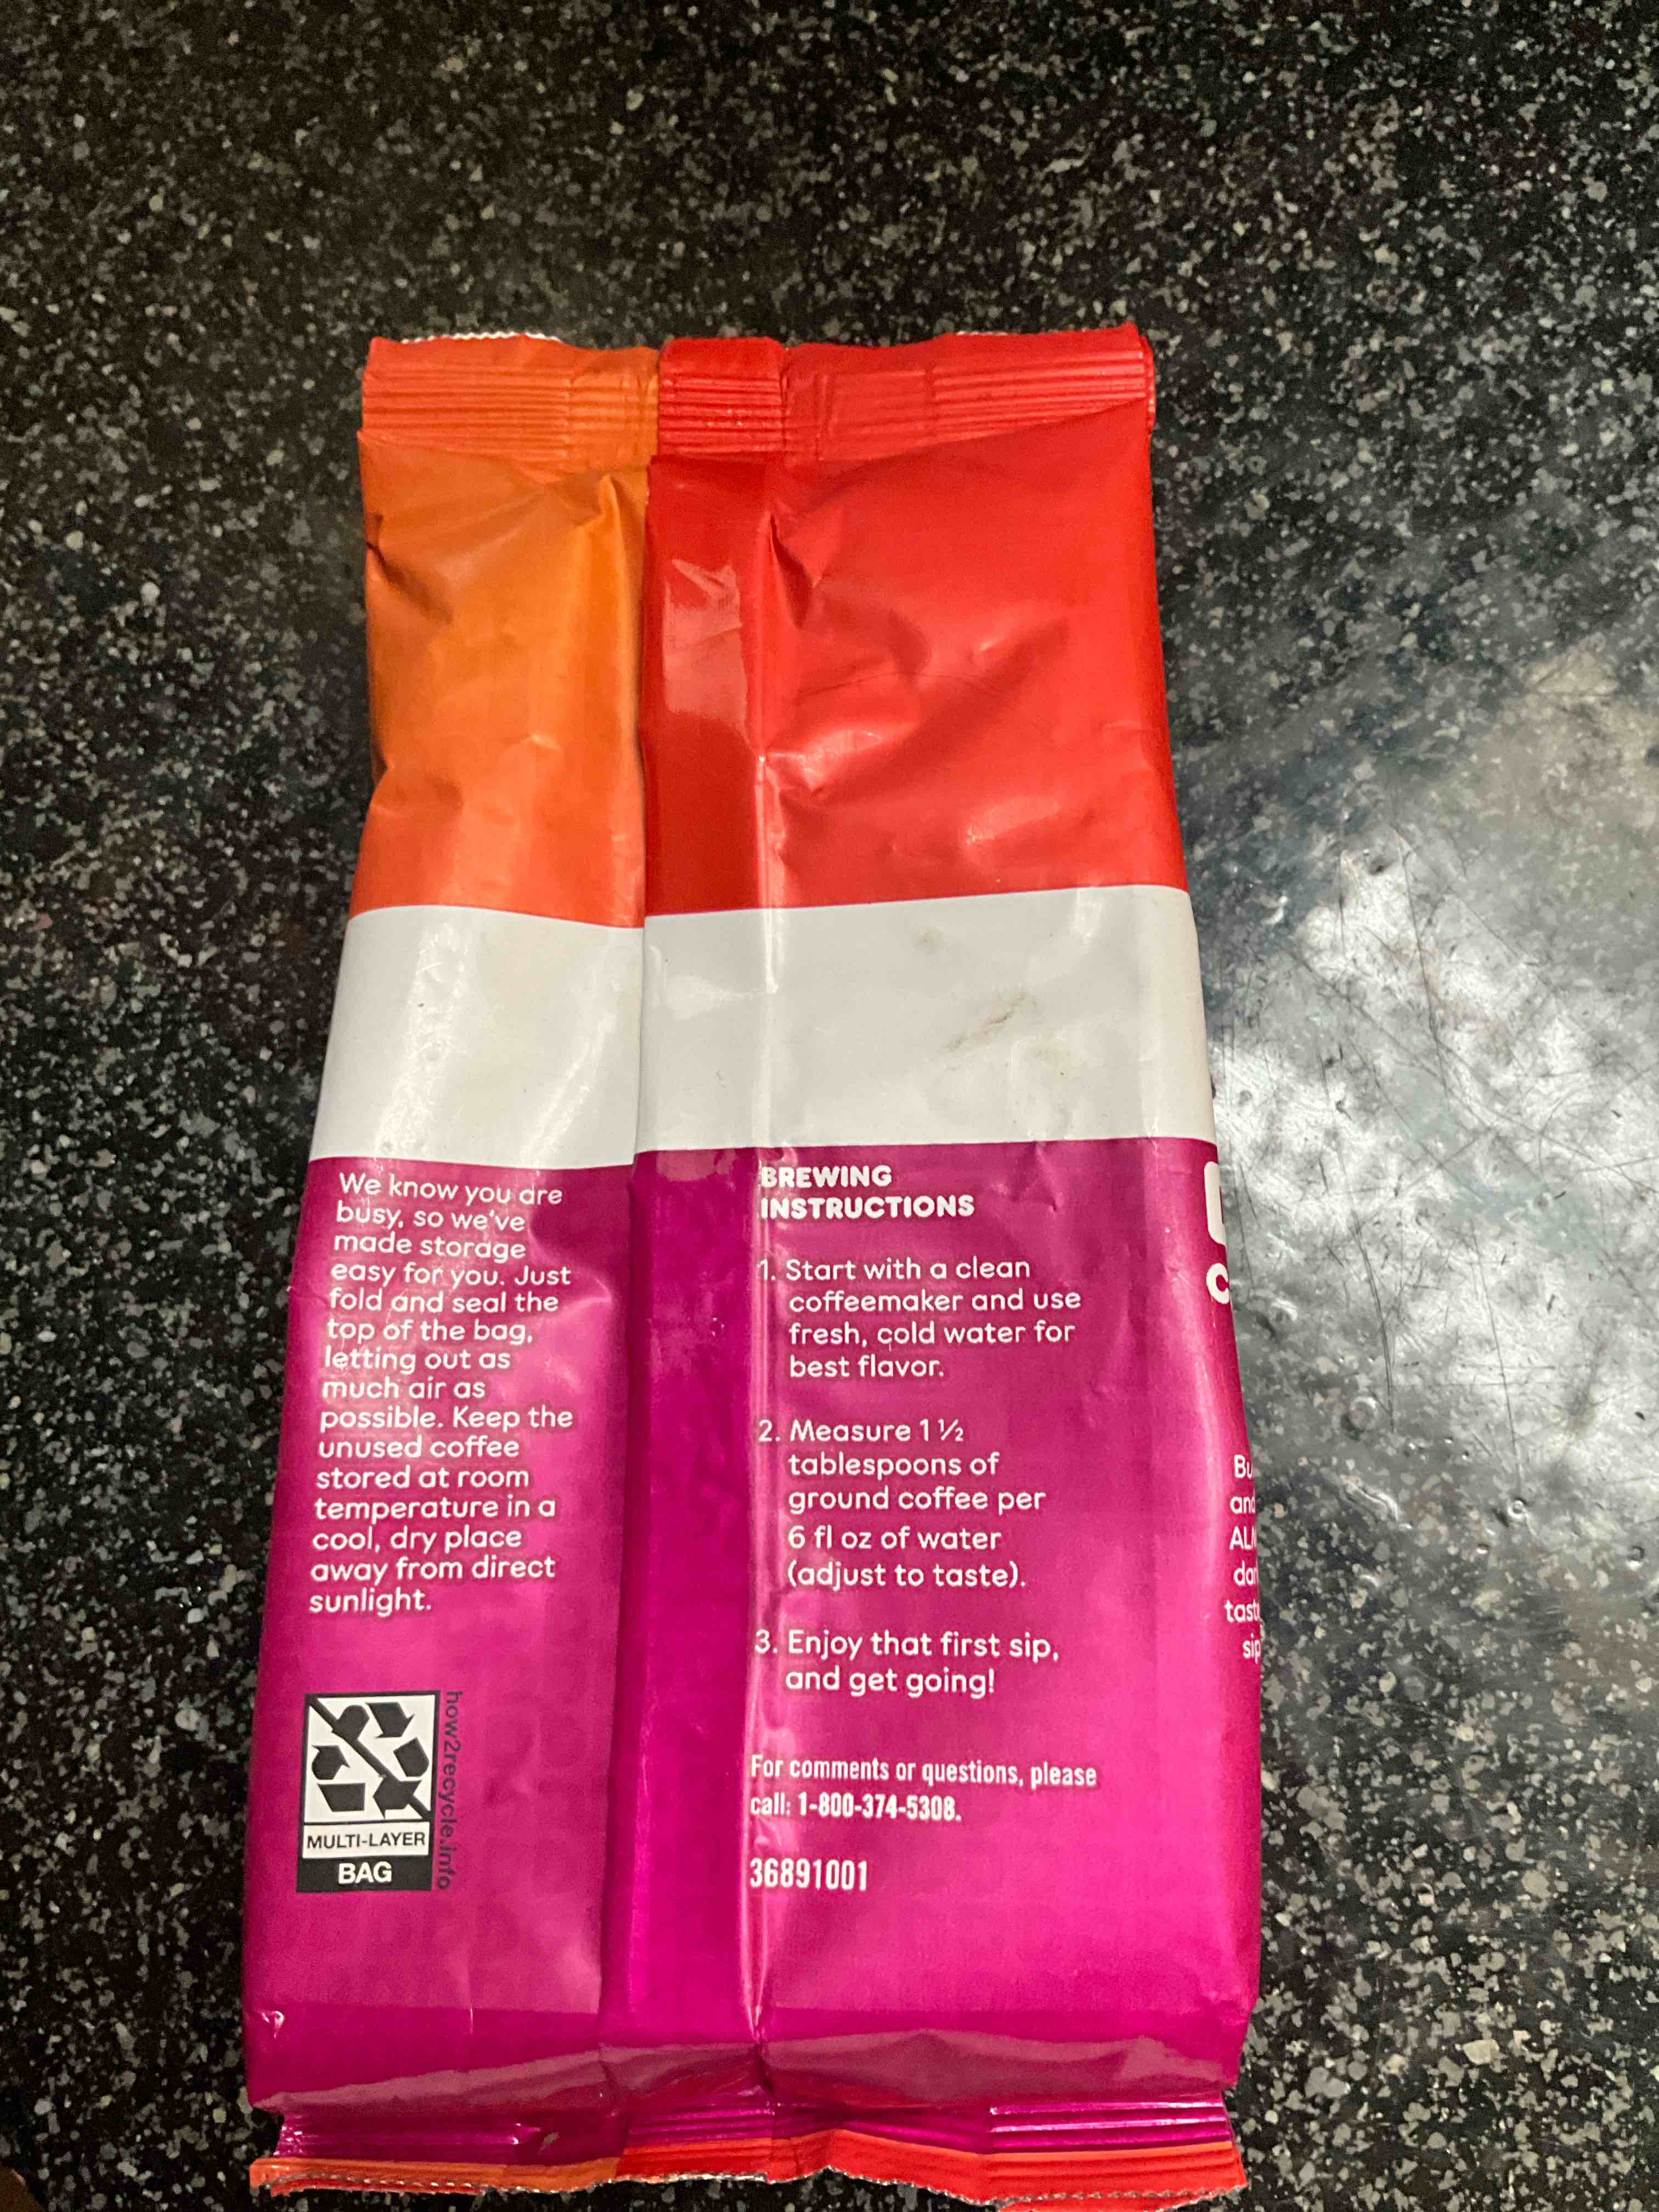 We know you are
busy, so we've
made storage
easy for you. Just
fold and seal the
top of the bag,
letting out as
much air as
possible. Keep the
unused coffee
stored at room
temperature in a
cool, dry place
away from direct
sunlight.
MULTI-LAYER
BAG
how2recycle.info
BREWING
INSTRUCTIONS
1. Start with a clean
coffeemaker and use
fresh, cold water for
best flavor.
2. Measure 1 ½
tablespoons of
ground coffee per
6 fl oz of water
(adjust to taste).
3. Enjoy that first sip,
and get going!
For comments or questions, please
call: 1-800-374-5308.
36891001